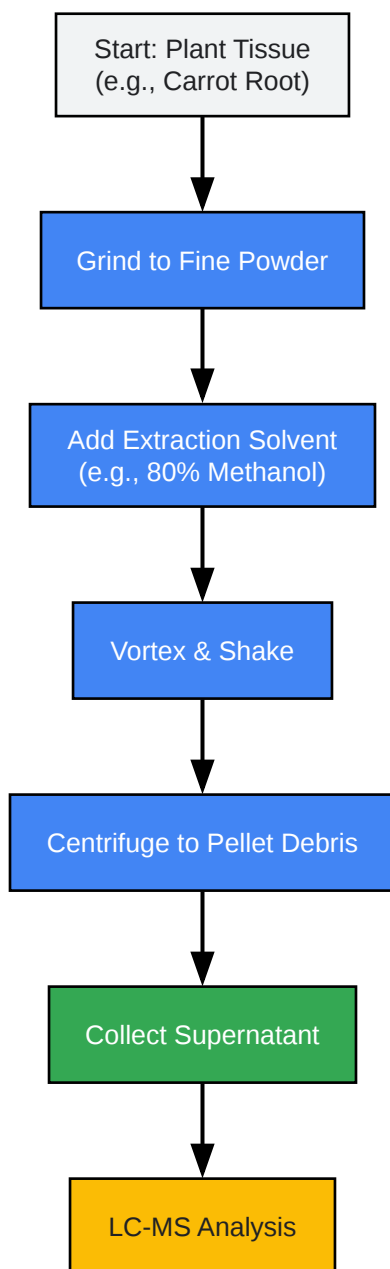 Start: Plant Tissue
(e.g., Carrot Root)
Grind to Fine Powder
Add Extraction Solvent
(e.g., 80% Methanol)
Vortex & Shake
Centrifuge to Pellet Debris
Collect Supernatant
LC-MS Analysis